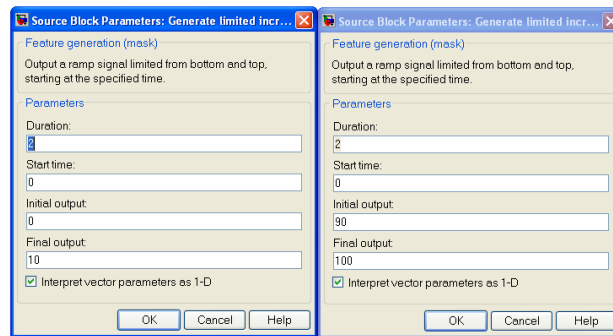 Source Block Parameters: Generate limited incr...
Feature generation (mask)
Output a ramp signal limited from bottom and top,
starting at the specified time.
Parameters
Duration:
2
Start time:
0
Initial output:
0
Final output:
10
Interpret vector parameters as 1-D
OK
Cancel
Help
Source Block Parameters: Generate limited incr...
Feature generation (mask)
Output a ramp signal limited from bottom and top,
starting at the specified time.
Parameters
Duration:
2
Start time:
0
Initial output:
90
Final output:
100
Interpret vector parameters as 1-D
OK
Cancel
Help